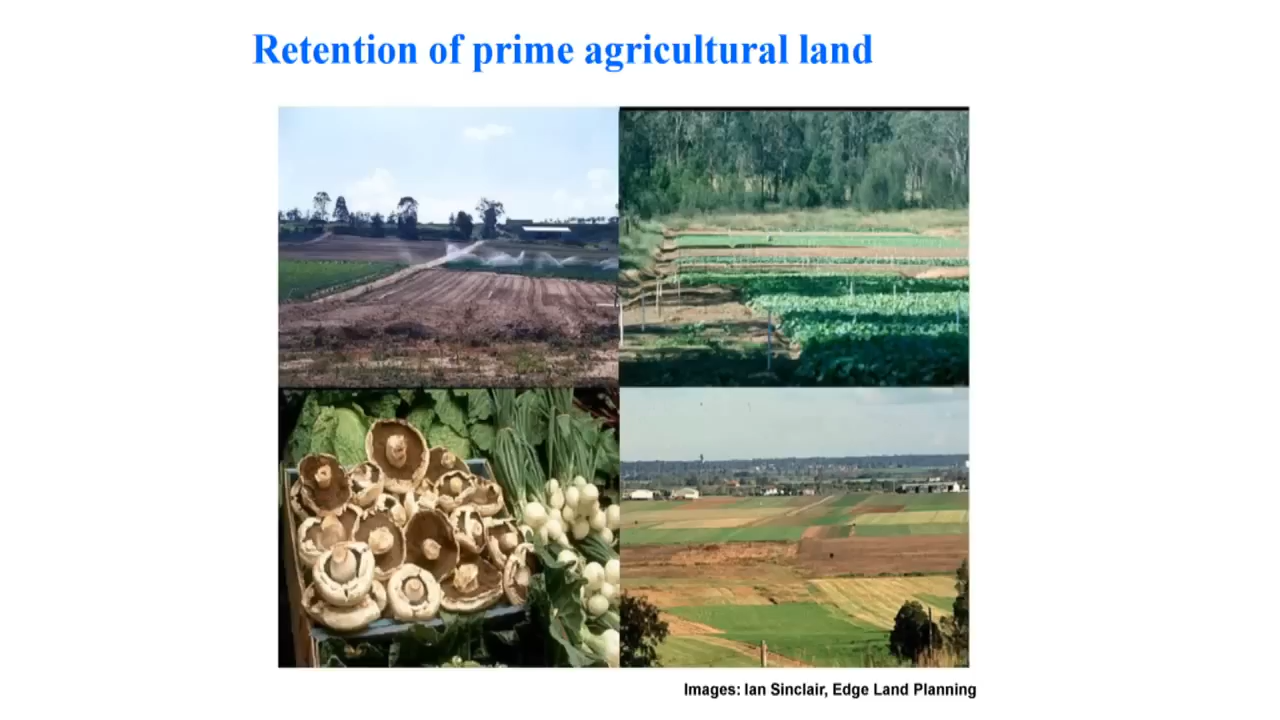 Retention of prime agricultural land
Images: Ian Sinclair, Edge Land Planning